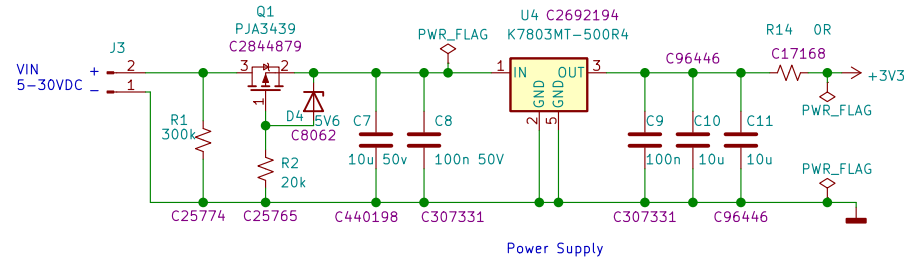 Q1
PJA3439
C2844879
J3
VIN
5-30VDC
+
-
2
1
3
2
1
R1
300k
R2
20k
D4
5V6
C8062
PWR_FLAG
C7
10u 50v
C8
100n 50V
U4 C2692194
K7803MT-500R4
1
IN
OUT
3
GND
GND
2
5
C9
100n
C10
10u
C11
10u
C96446
R14 0R
C17168
+3V3
PWR_FLAG
PWR_FLAG
C25774
C25765
C440198
C307331
C307331
C96446
Power Supply